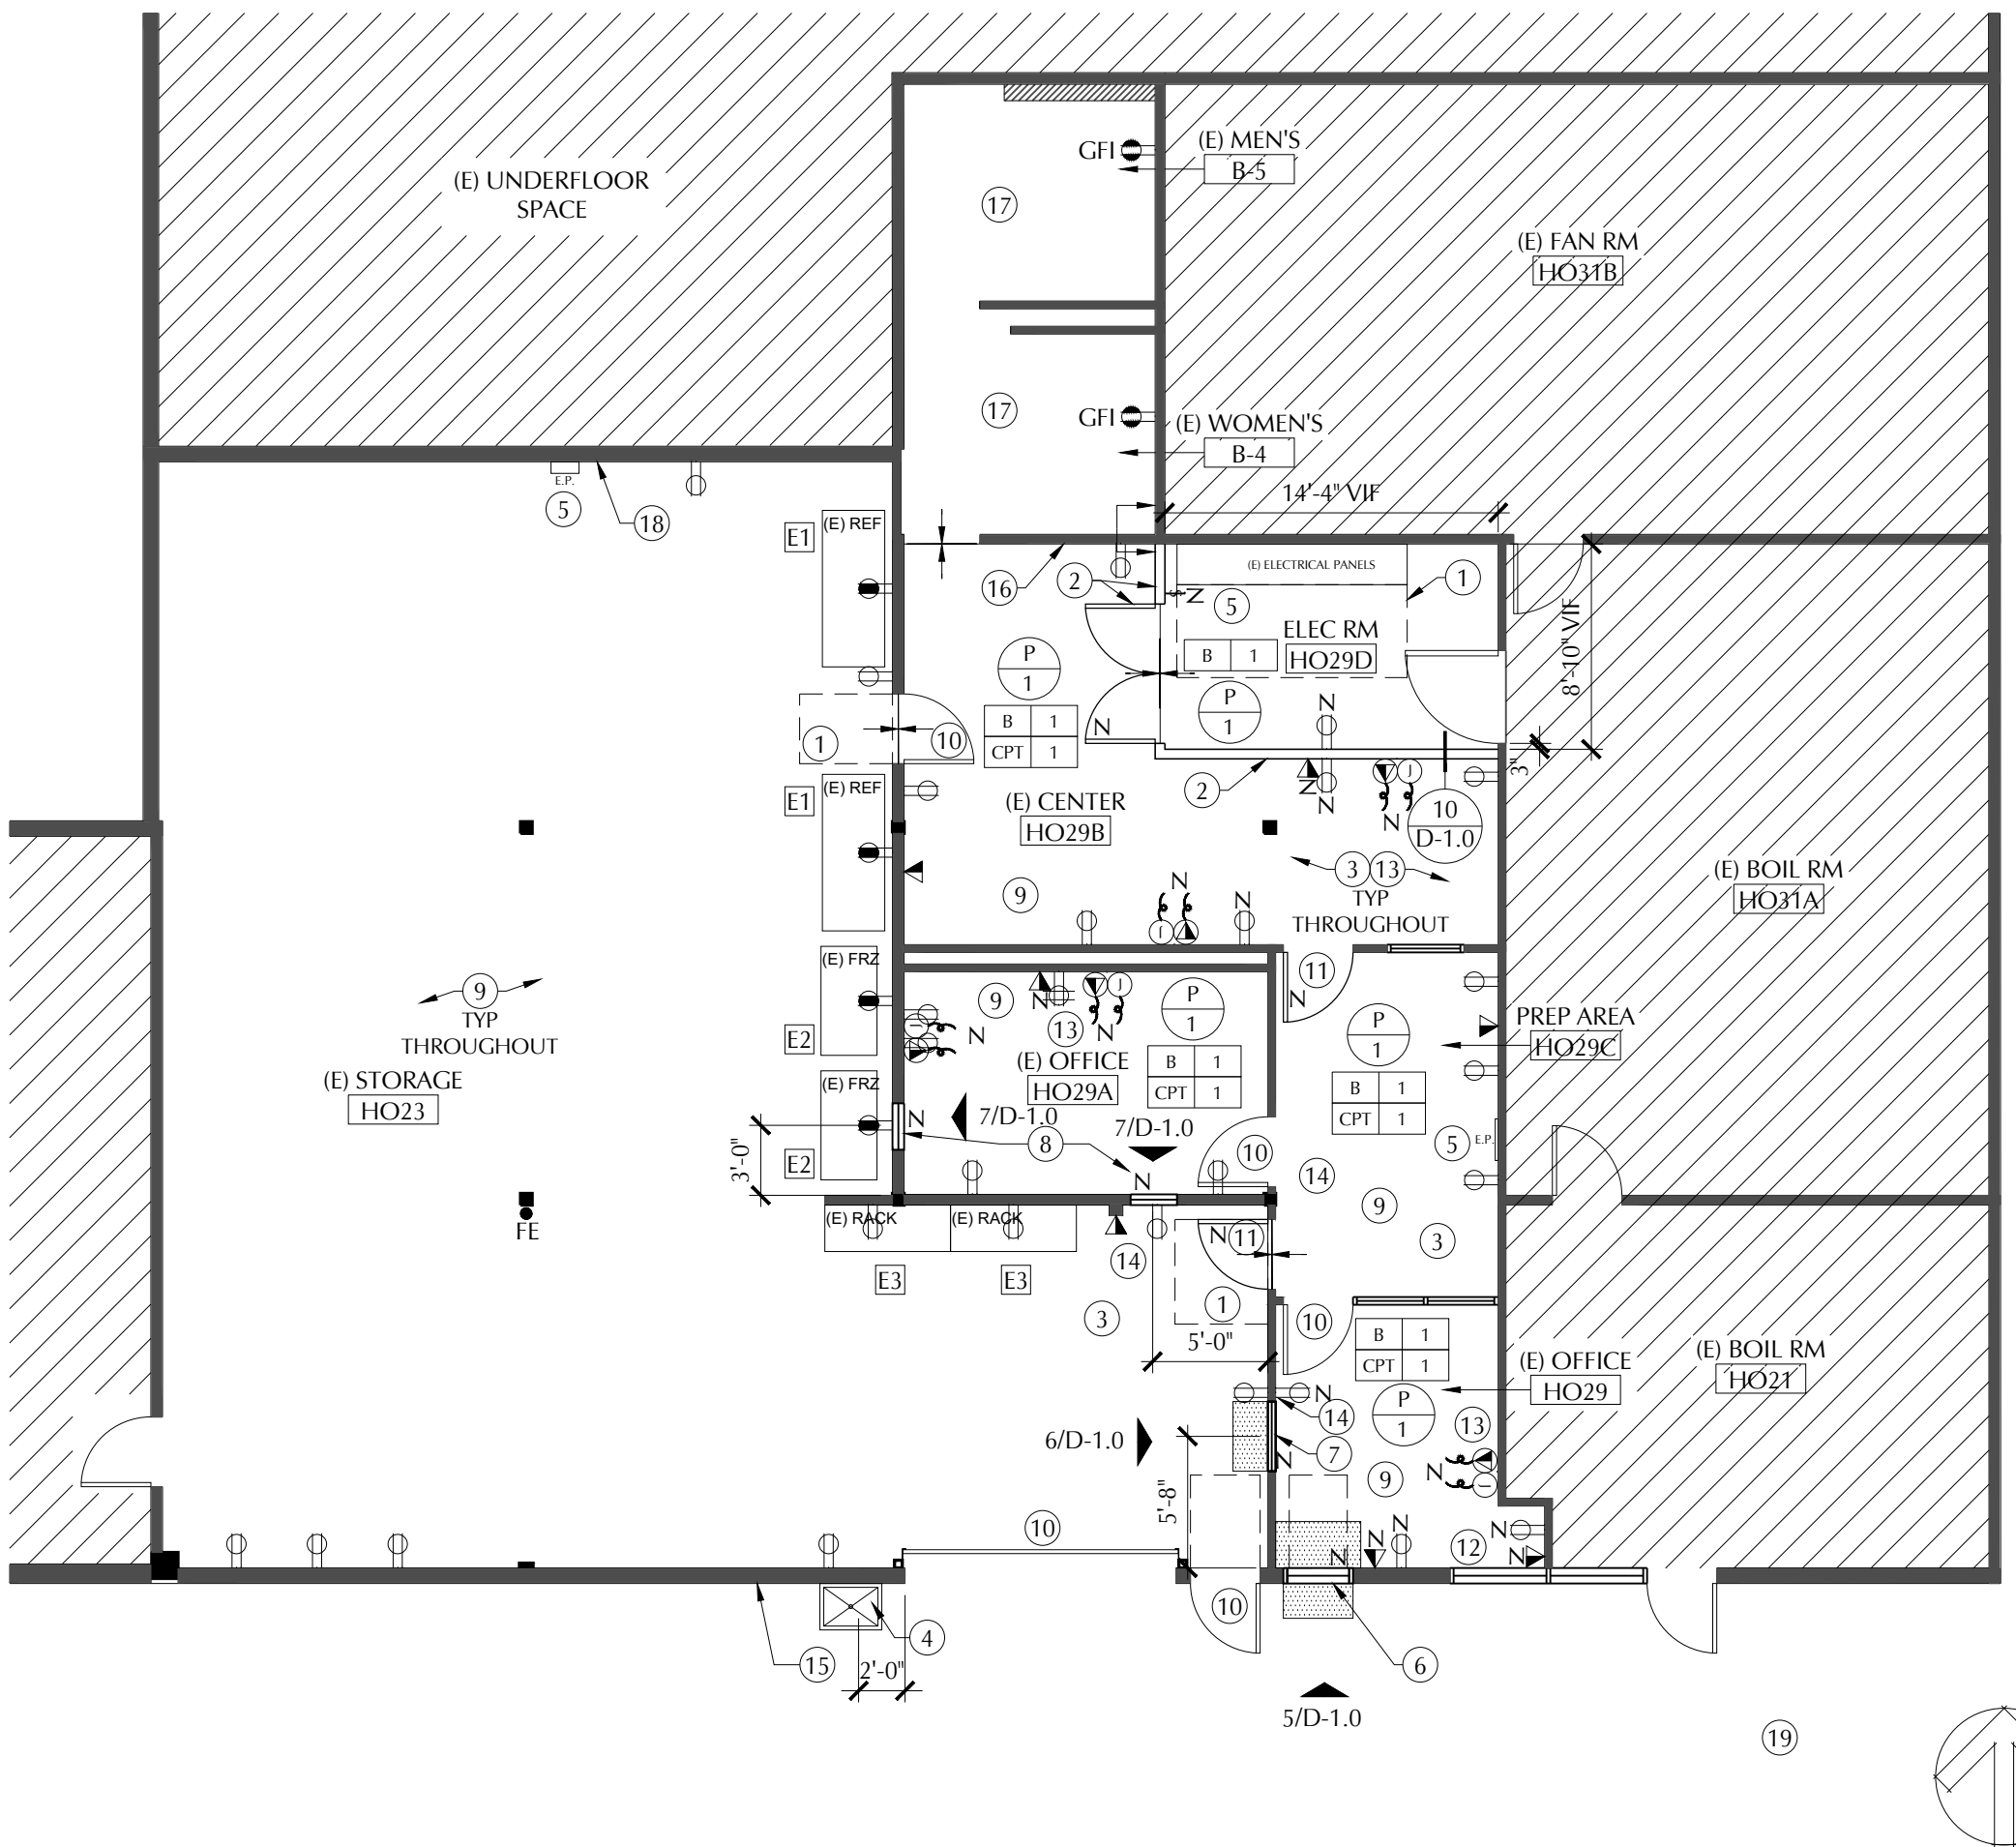 (E) UNDERFLOOR
SPACE
GFI
(E) MEN'S
B-5
17
(E) FAN RM
HO31B
17
GFI
(E) WOMEN'S
B-4
14'-4" VIF
E.P.
5
18
E1
(E) REF
16
2
(E) ELECTRICAL PANELS
1
$
N
5
ELEC RM
B 1
HO29D
8'-10" VIF
P
1
P
1
B 1
CPT 1
N
N
1
10
3"
E1
(E) REF
2
N
N
N
10
D-1.0
(E) CENTER
HO29B
3
13
TYP
THROUGHOUT
9
N
N
J
J
(E) BOIL RM
HO31A
9
TYP
THROUGHOUT
(E) STORAGE
HO23
(E) FRZ
E2
9
N
J
N
13
N
P
1
11
N
P
1
PREP AREA
HO29C
(E) OFFICE
HO29A
B 1
CPT 1
B 1
CPT 1
(E) FRZ
E2
N
7/D-1.0
8
7/D-1.0
N
10
14
5
E.P.
3'-0"
9
FE
(E) RACK
(E) RACK
E3
E3
14
N
11
3
3
1
5'-0"
10
B 1
CPT 1
(E) OFFICE
HO29
(E) BOIL RM
HO21
N
14
P
1
13
6/D-1.0
7
N
9
N
J
5'-8"
10
N
N
N
12
N
N
10
4
15
2'-0"
6
5/D-1.0
19